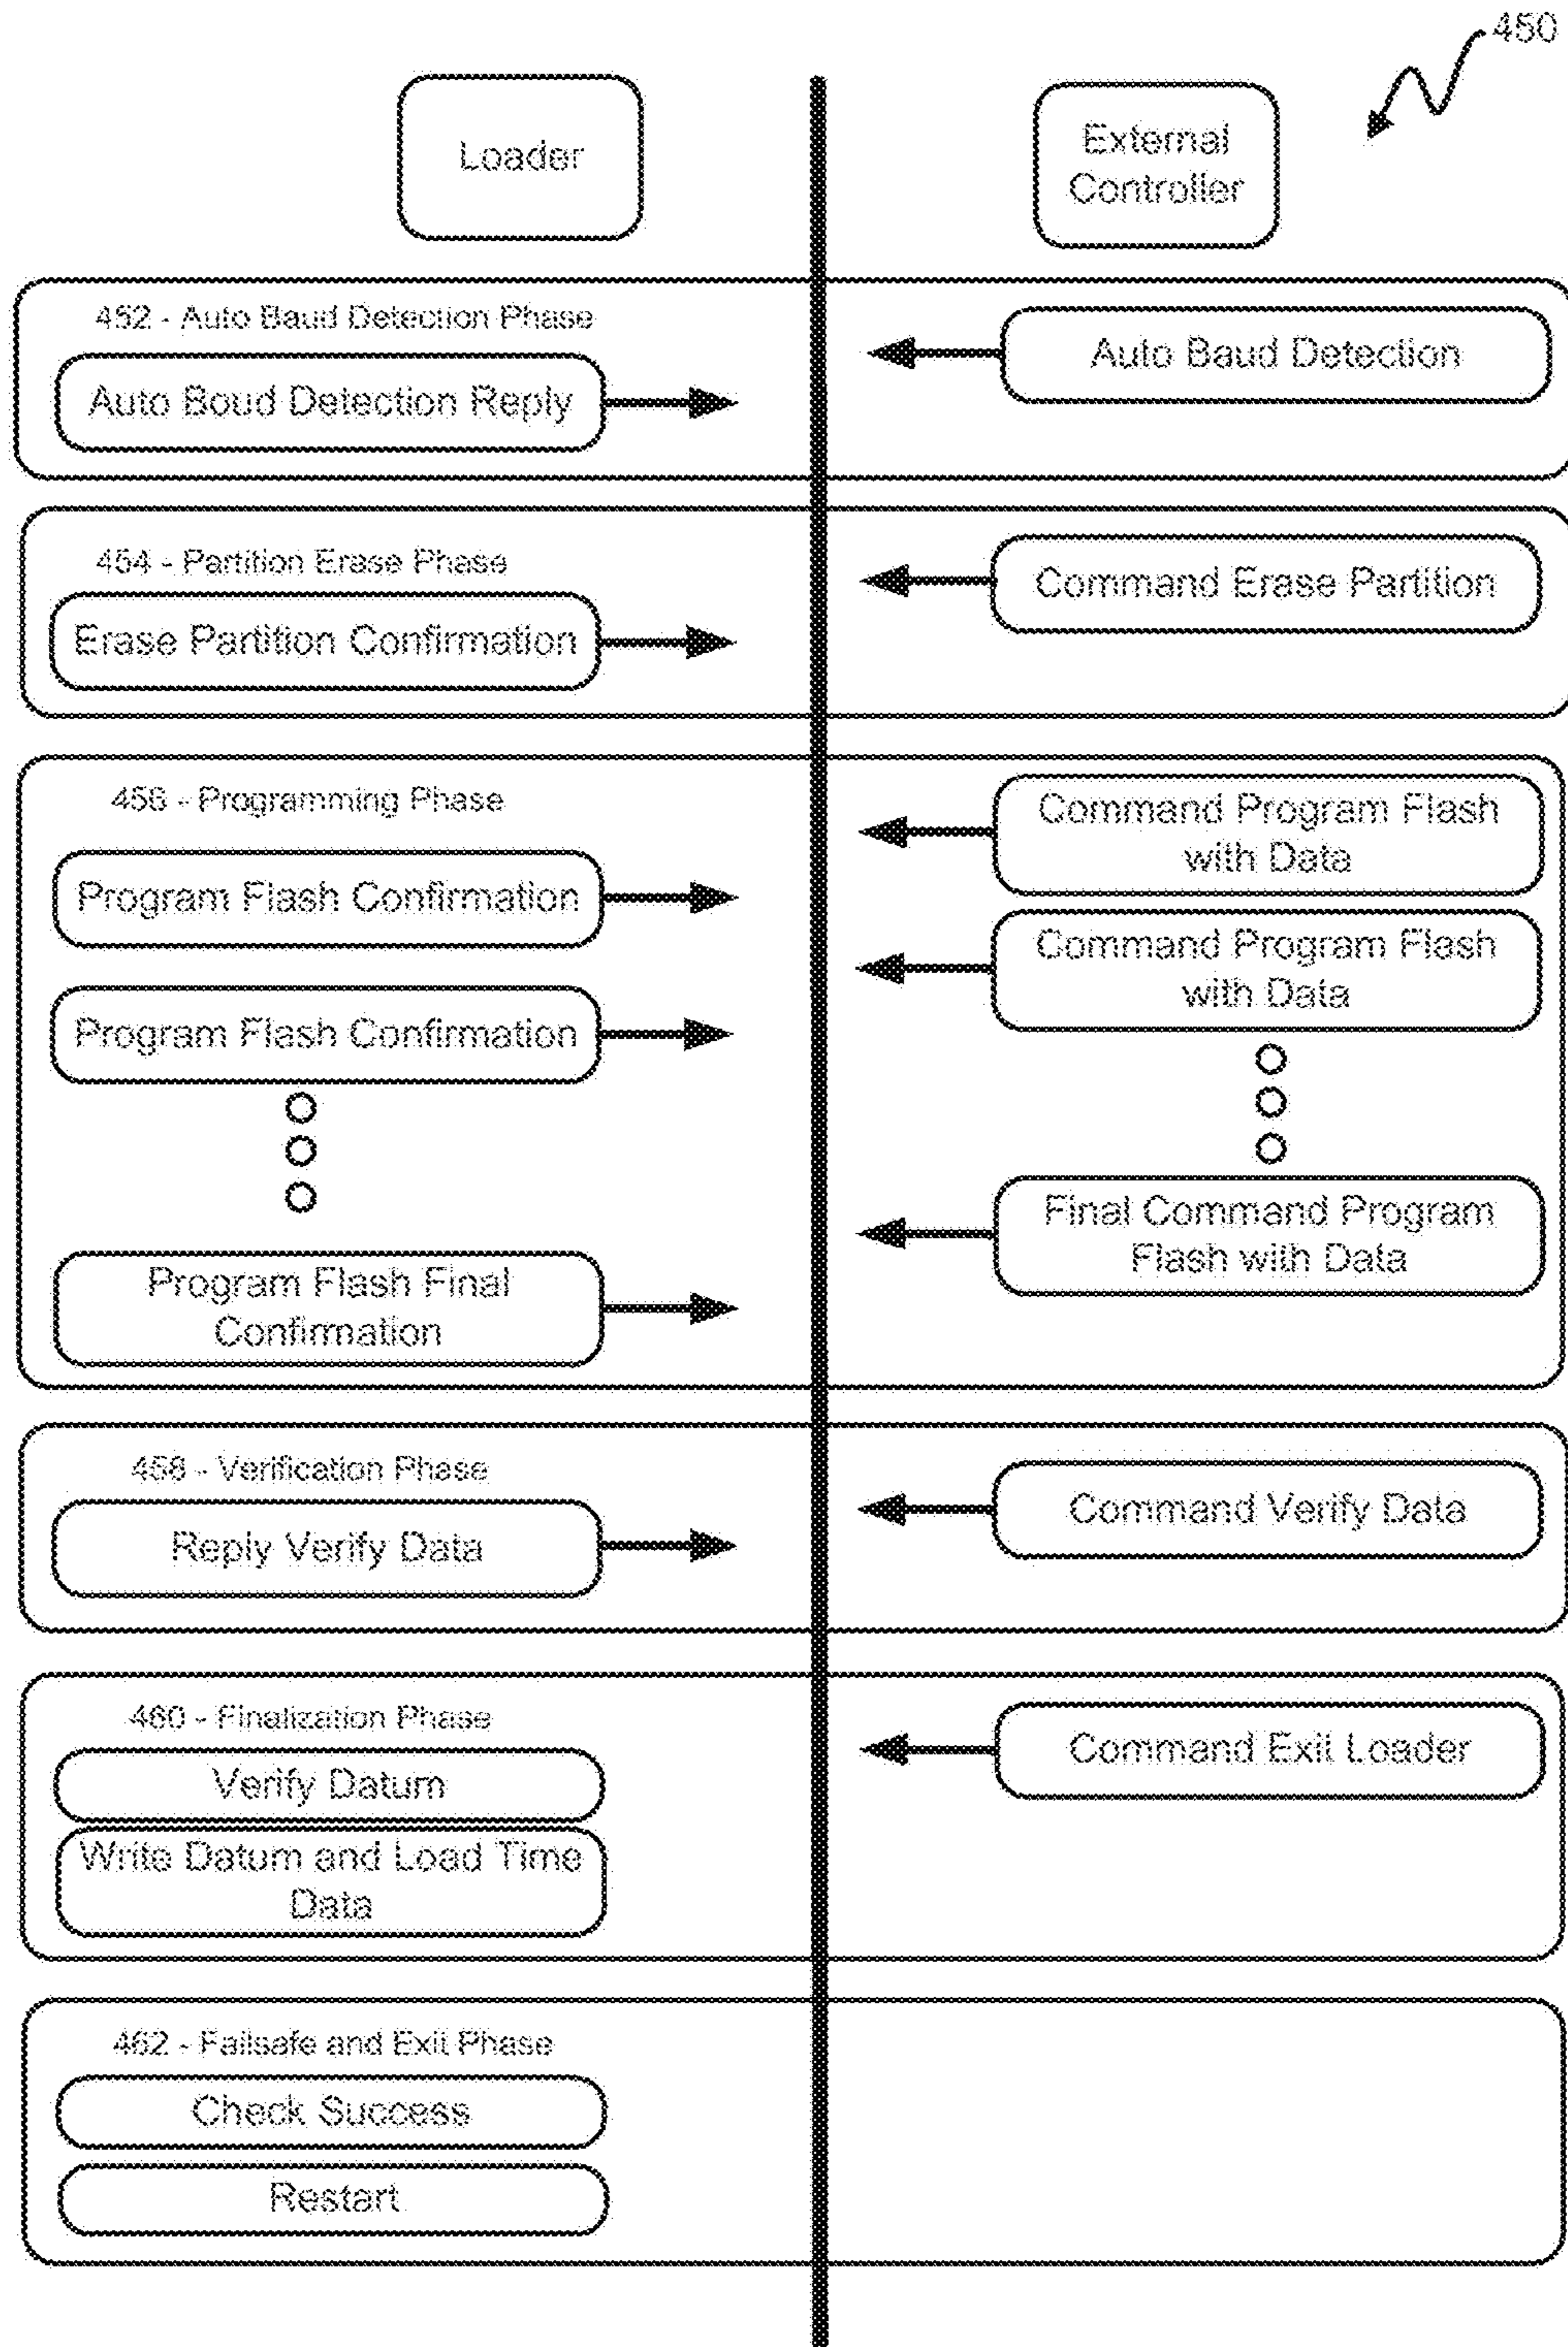 450
Loader
External
Controller
452 - Auto Baud Detection Phase
Auto Baud Detection
Auto Boud Detection Reply
454 - Partition Erase Phase
Command Erase Partition
Erase Partition Confirmation
456 - Programming Phase
Command Program Flash
with Data
Program Flash Confirmation
Command Program Flash
with Data
Program Flash Confirmation
Final Command Program
Flash with Data
Program Flash Final
Confirmation
458 - Verification Phase
Command Verify Data
Reply Verify Data
460 - Finalization Phase
Command Exit Loader
Verify Datum
Write Datum and Load Time
Data
462 - Failsafe and Exit Phase
Check Success
Restart